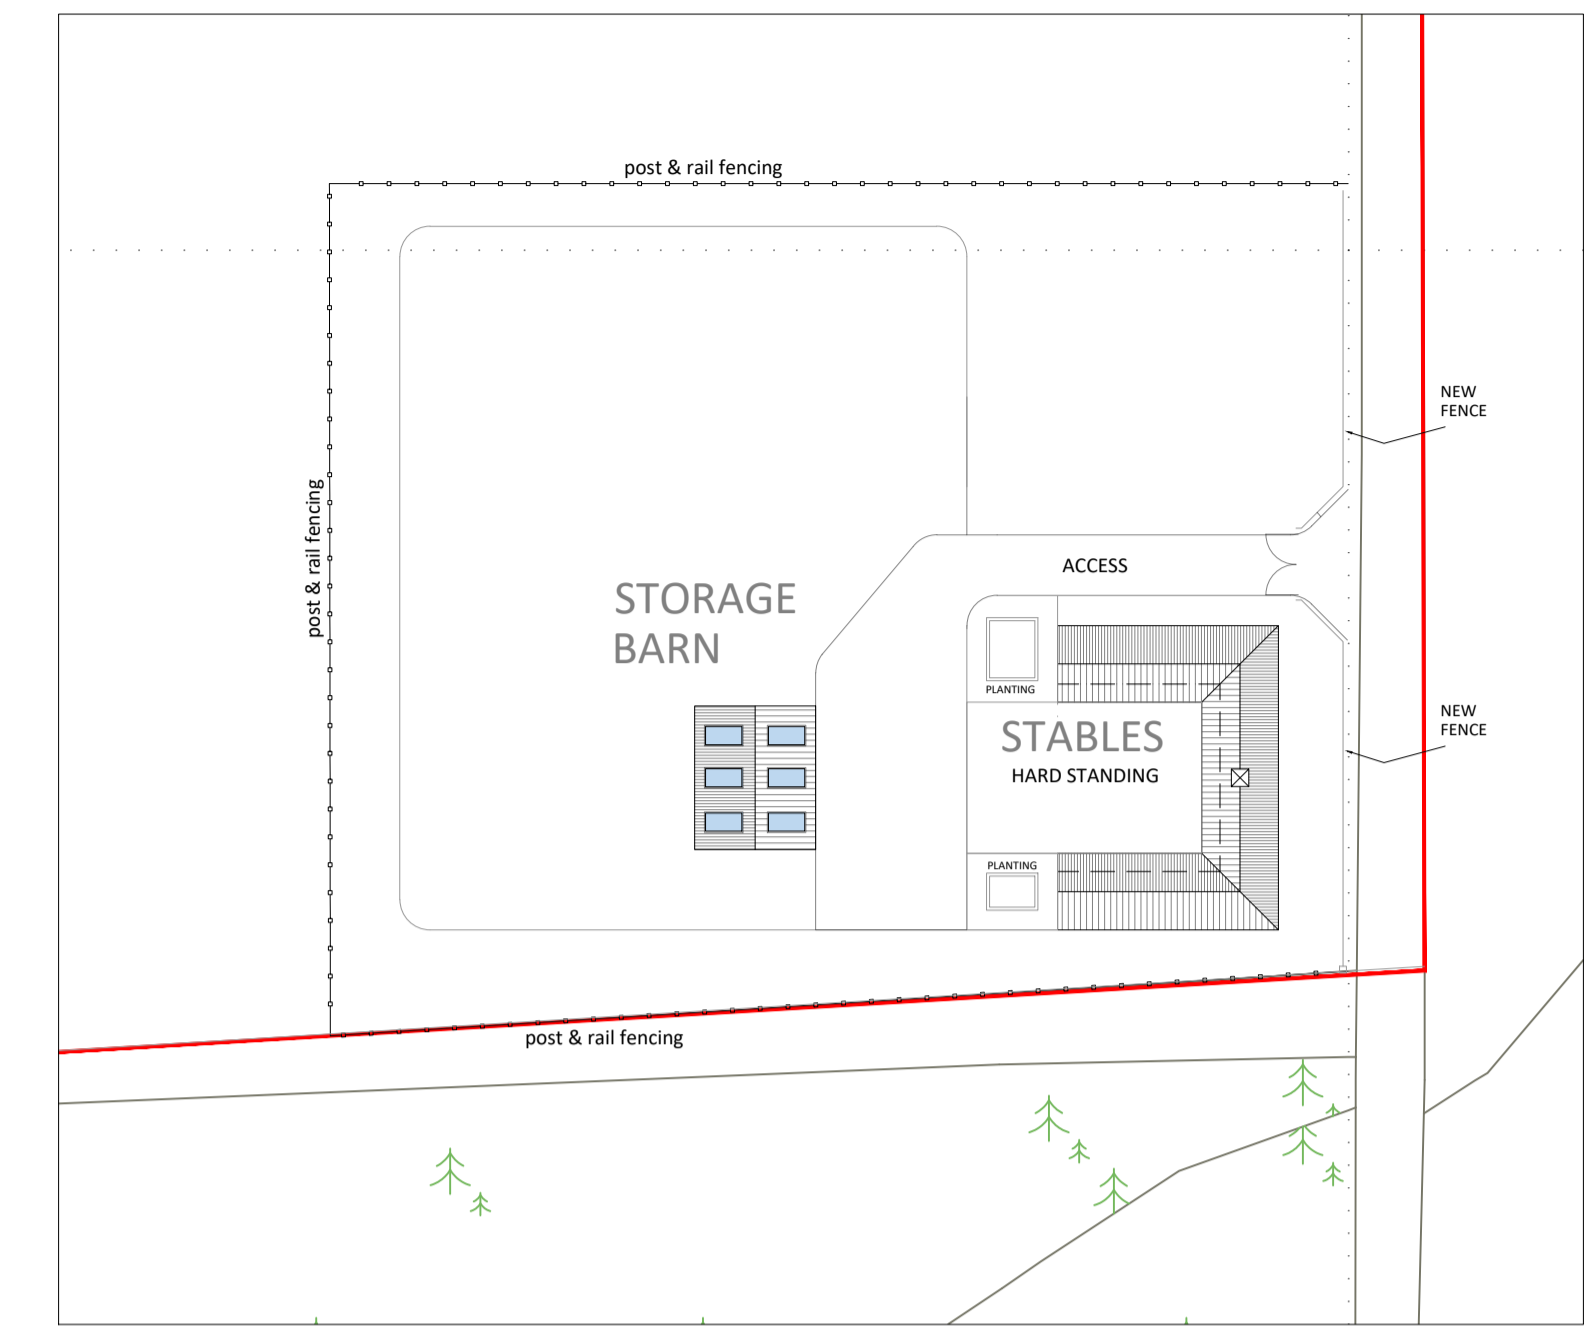 post & rail fencing
NEW
FENCE
post & rail fencing
ACCESS
STORAGE
BARN
PLANTING
NEW
FENCE
STABLES
HARD STANDING
PLANTING
post & rail fencing